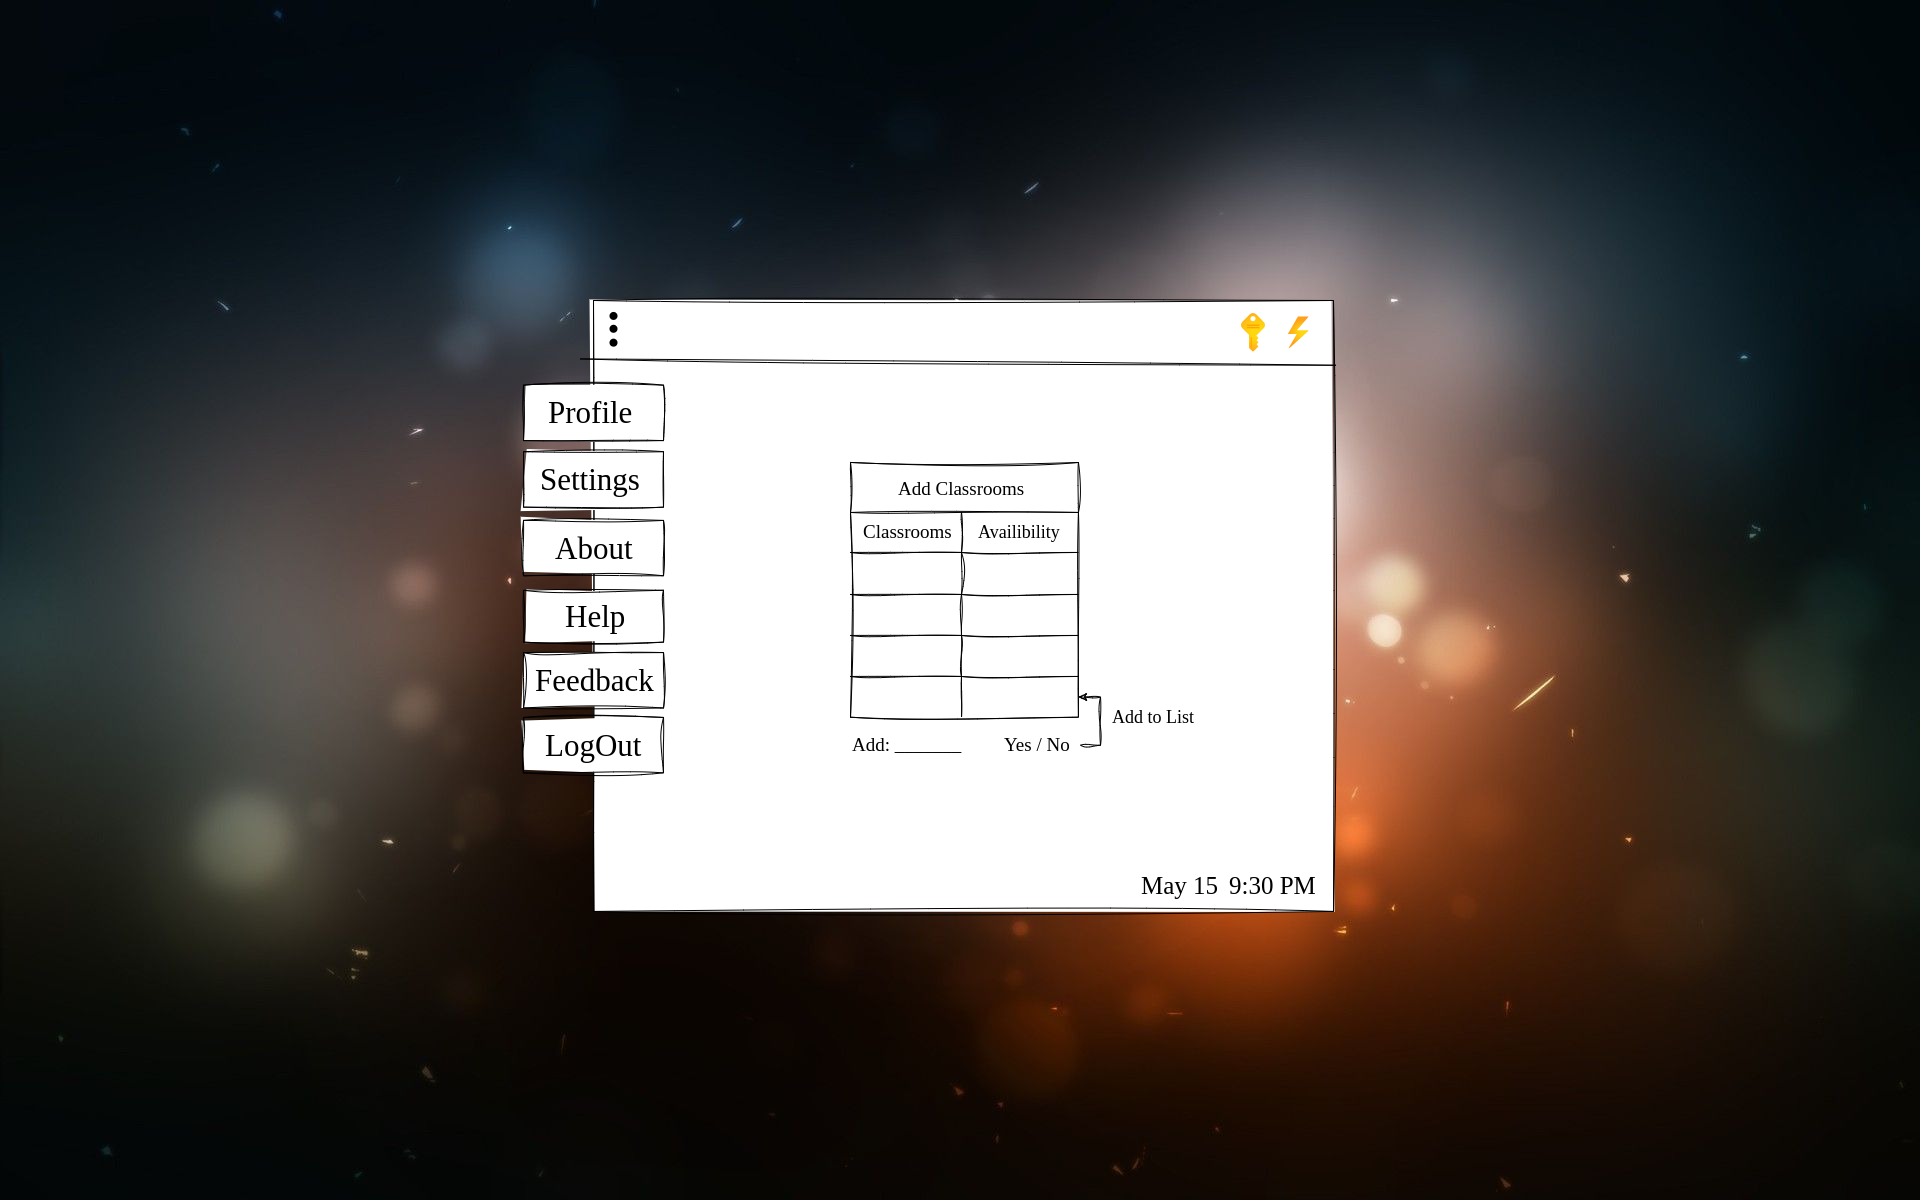 Profile
Settings
About
Help
Feedback
LogOut
Add Classrooms
Classrooms Availibility
Add to List
Add: _______ Yes / No
May 15 9:30 PM